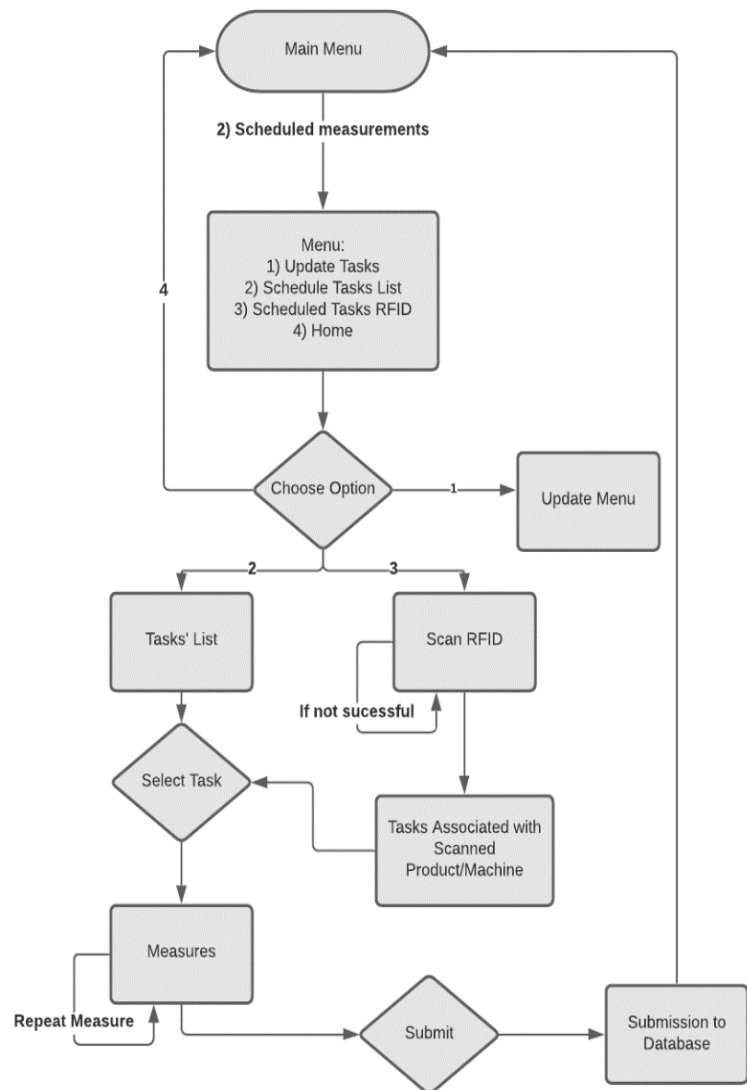 Main Menu
2) Scheduled measurements
Menu:
1) Update Tasks
2) Schedule Tasks List
3) Scheduled Tasks RFID
4) Home
4
Choose Option
1
Update Menu
2
3
Tasks' List
Scan RFID
If not sucessful
Select Task
Tasks Associated with
Scanned
Product/Machine
Measures
Repeat Measure
Submit
Submission to
Database